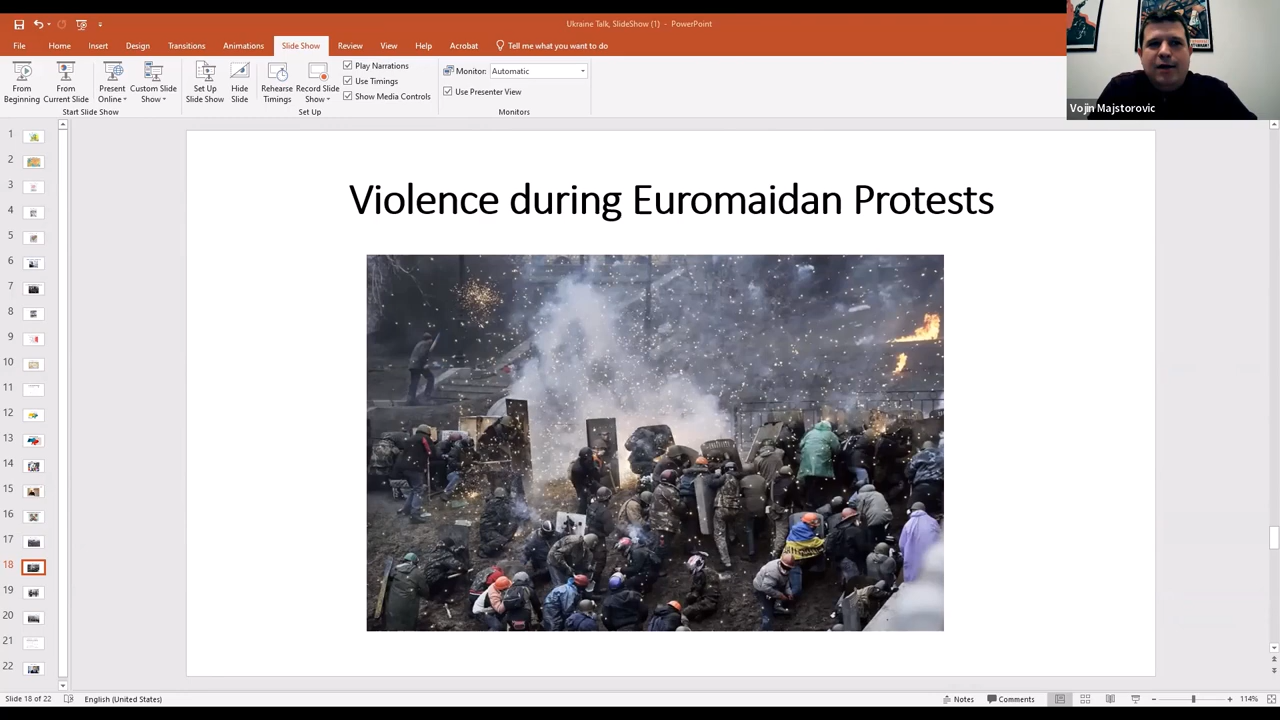 Ukraine Talk, SlideShow (1) - PowerPoint
File Home Insert Design Transitions Animations Slide Show Review View Help Acrobat Tell me what you want to do
From Beginning
From Current Slide
Present Online
Custom Slide Show
Start Slide Show
Set Up Slide Show
Hide Slide
Rehearse Timings
Record Slide Show
Play Narrations
Use Timings
Show Media Controls
Set Up
Monitor: Automatic
Use Presenter View
Monitors
Vojin Majstorovic
1
2
3
4
5
6
7
8
9
10
11
12
13
14
15
16
17
18
19
20
21
22
Violence during Euromaidan Protests
Slide 18 of 22 English (United States) Notes Comments 114%